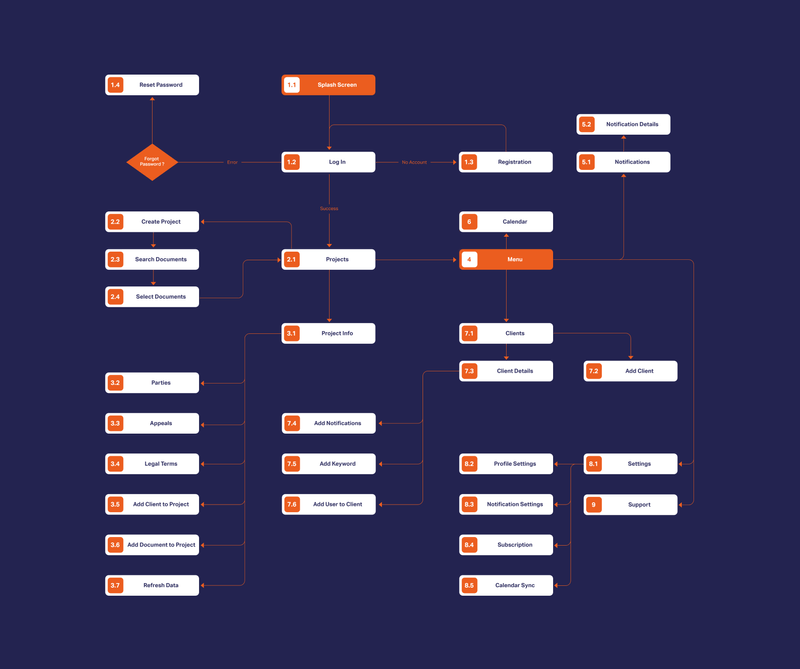 1.4 Reset Password
1.1 Splash Screen
5.2 Notification Details
Forgot
Password ?
Error
1.2 Log In
No Account
1.3 Registration
5.1 Notifications
Success
2.2 Create Project
6 Calendar
2.3 Search Documents
2.1 Projects
4 Menu
2.4 Select Documents
3.1 Project Info
7.1 Clients
7.3 Client Details
7.2 Add Client
3.2 Parties
3.3 Appeals
7.4 Add Notifications
3.4 Legal Terms
7.5 Add Keyword
8.2 Profile Settings
8.1 Settings
3.5 Add Client to Project
7.6 Add User to Client
8.3 Notification Settings
9 Support
3.6 Add Document to Project
8.4 Subscription
3.7 Refresh Data
8.5 Calendar Sync